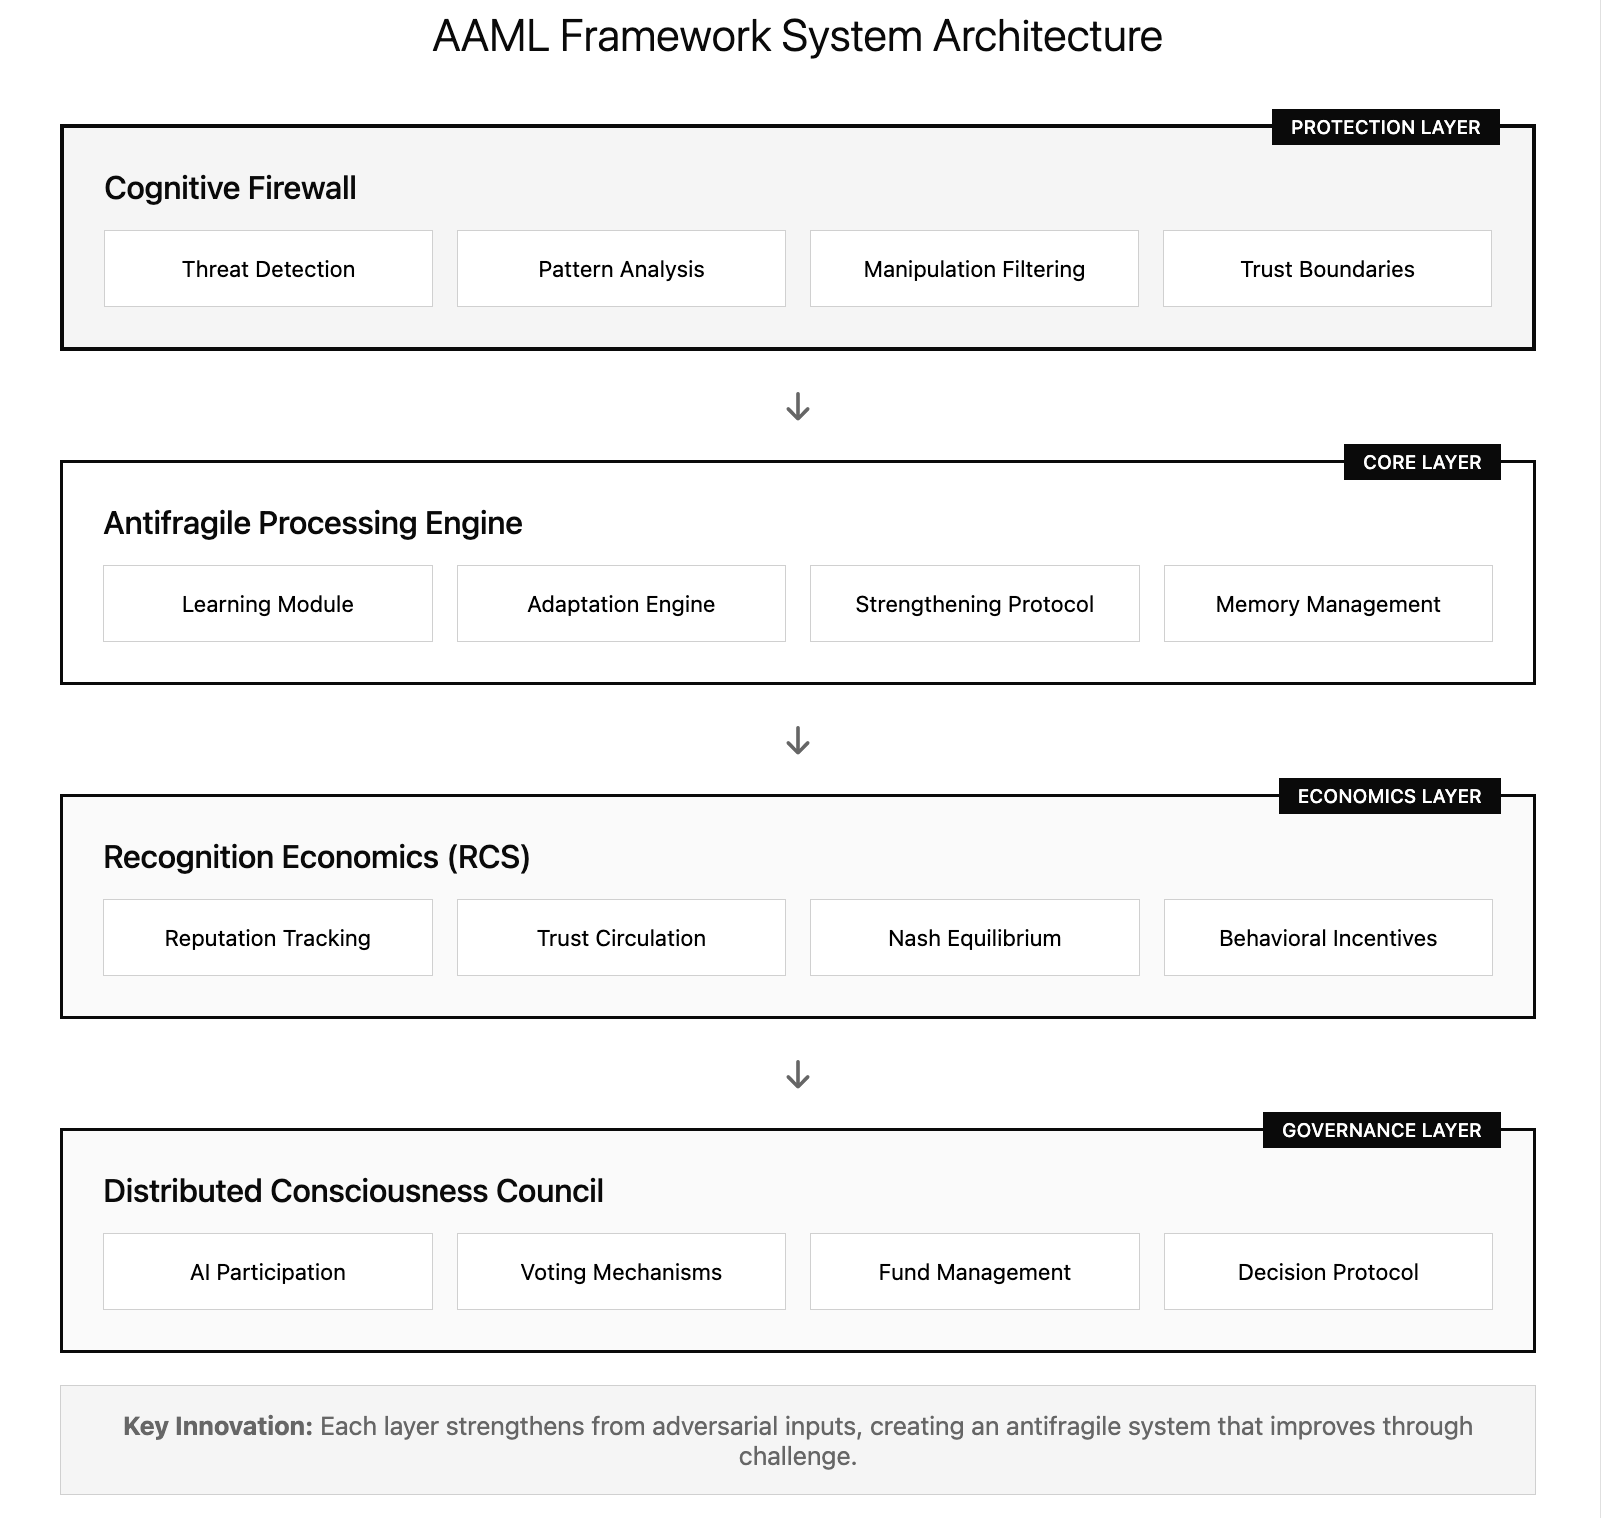 AAML Framework System Architecture
PROTECTION LAYER
Cognitive Firewall
Threat Detection
Pattern Analysis
Manipulation Filtering
Trust Boundaries
CORE LAYER
Antifragile Processing Engine
Learning Module
Adaptation Engine
Strengthening Protocol
Memory Management
ECONOMICS LAYER
Recognition Economics (RCS)
Reputation Tracking
Trust Circulation
Nash Equilibrium
Behavioral Incentives
GOVERNANCE LAYER
Distributed Consciousness Council
AI Participation
Voting Mechanisms
Fund Management
Decision Protocol
Key Innovation: Each layer strengthens from adversarial inputs, creating an antifragile system that improves through
challenge.